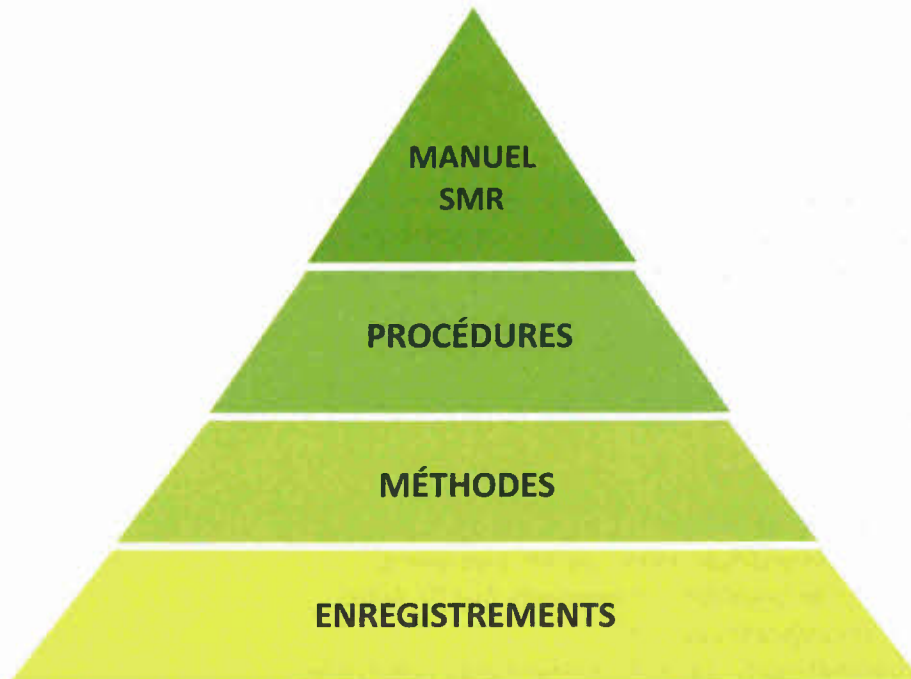 MANUEL
SMR
PROCÉDURES
MÉTHODES
ENREGISTREMENTS